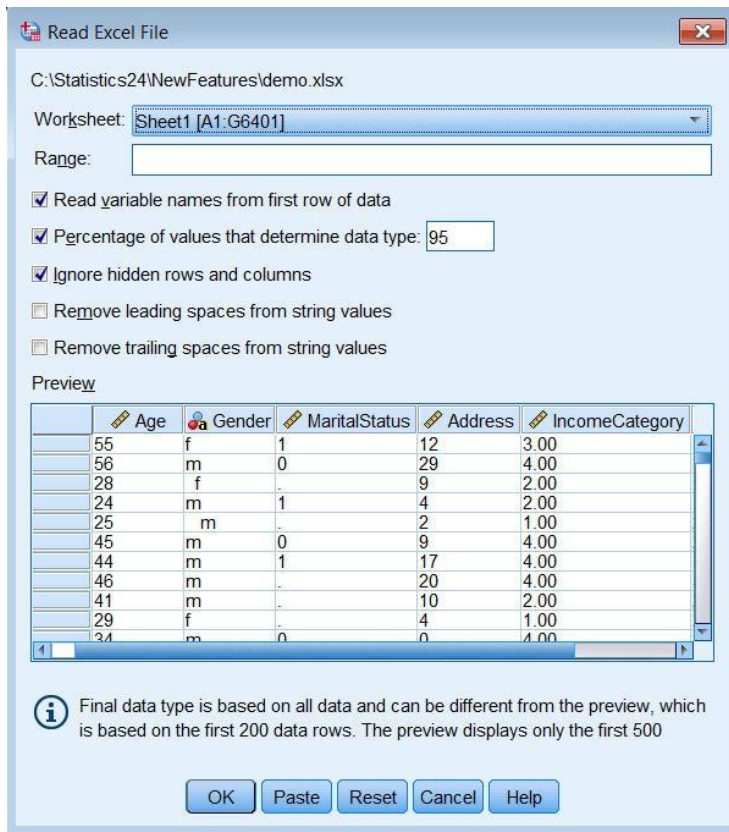 Read Excel File
C:\Statistics24\NewFeatures\demo.xlsx
Worksheet: Sheet1 [A1:G6401]
Range:
Read variable names from first row of data
Percentage of values that determine data type: 95
Ignore hidden rows and columns
Remove leading spaces from string values
Remove trailing spaces from string values
Preview
Age Gender MaritalStatus Address IncomeCategory
55 f 1 12 3.00
56 m 0 29 4.00
28 f . 9 2.00
24 m 1 4 2.00
25 m . 2 1.00
45 m 0 9 4.00
44 m 1 17 4.00
46 m . 20 4.00
41 m . 10 2.00
29 f . 4 1.00
34 m 0 0 4.00
Final data type is based on all data and can be different from the preview, which
is based on the first 200 data rows. The preview displays only the first 500
OK Paste Reset Cancel Help